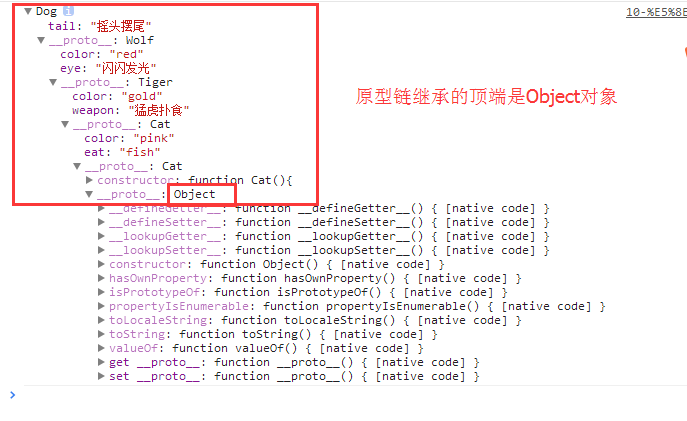 ▼ Dog i
10-%E5%8E
tail: "摇头摆尾"
▼ __proto__: Wolf
color: "red"
eye: "闪闪发光"
▼ __proto__: Tiger
color: "gold"
weapon: "猛虎扑食"
▼ __proto__: Cat
color: "pink"
eat: "fish"
▼ __proto__: Cat
▶ constructor: function Cat(){
▼ __proto__: Object
▶ __defineGetter__: function __defineGetter__() { [native code] }
▶ __defineSetter__: function __defineSetter__() { [native code] }
▶ __lookupGetter__: function __lookupGetter__() { [native code] }
▶ __lookupSetter__: function __lookupSetter__() { [native code] }
▶ constructor: function Object() { [native code] }
▶ hasOwnProperty: function hasOwnProperty() { [native code] }
▶ isPrototypeOf: function isPrototypeOf() { [native code] }
▶ propertyIsEnumerable: function propertyIsEnumerable() { [native code] }
▶ toLocaleString: function toLocaleString() { [native code] }
▶ toString: function toString() { [native code] }
▶ valueOf: function valueOf() { [native code] }
▶ get __proto__: function __proto__() { [native code] }
▶ set __proto__: function __proto__() { [native code] }
原型链继承的顶端是Object对象